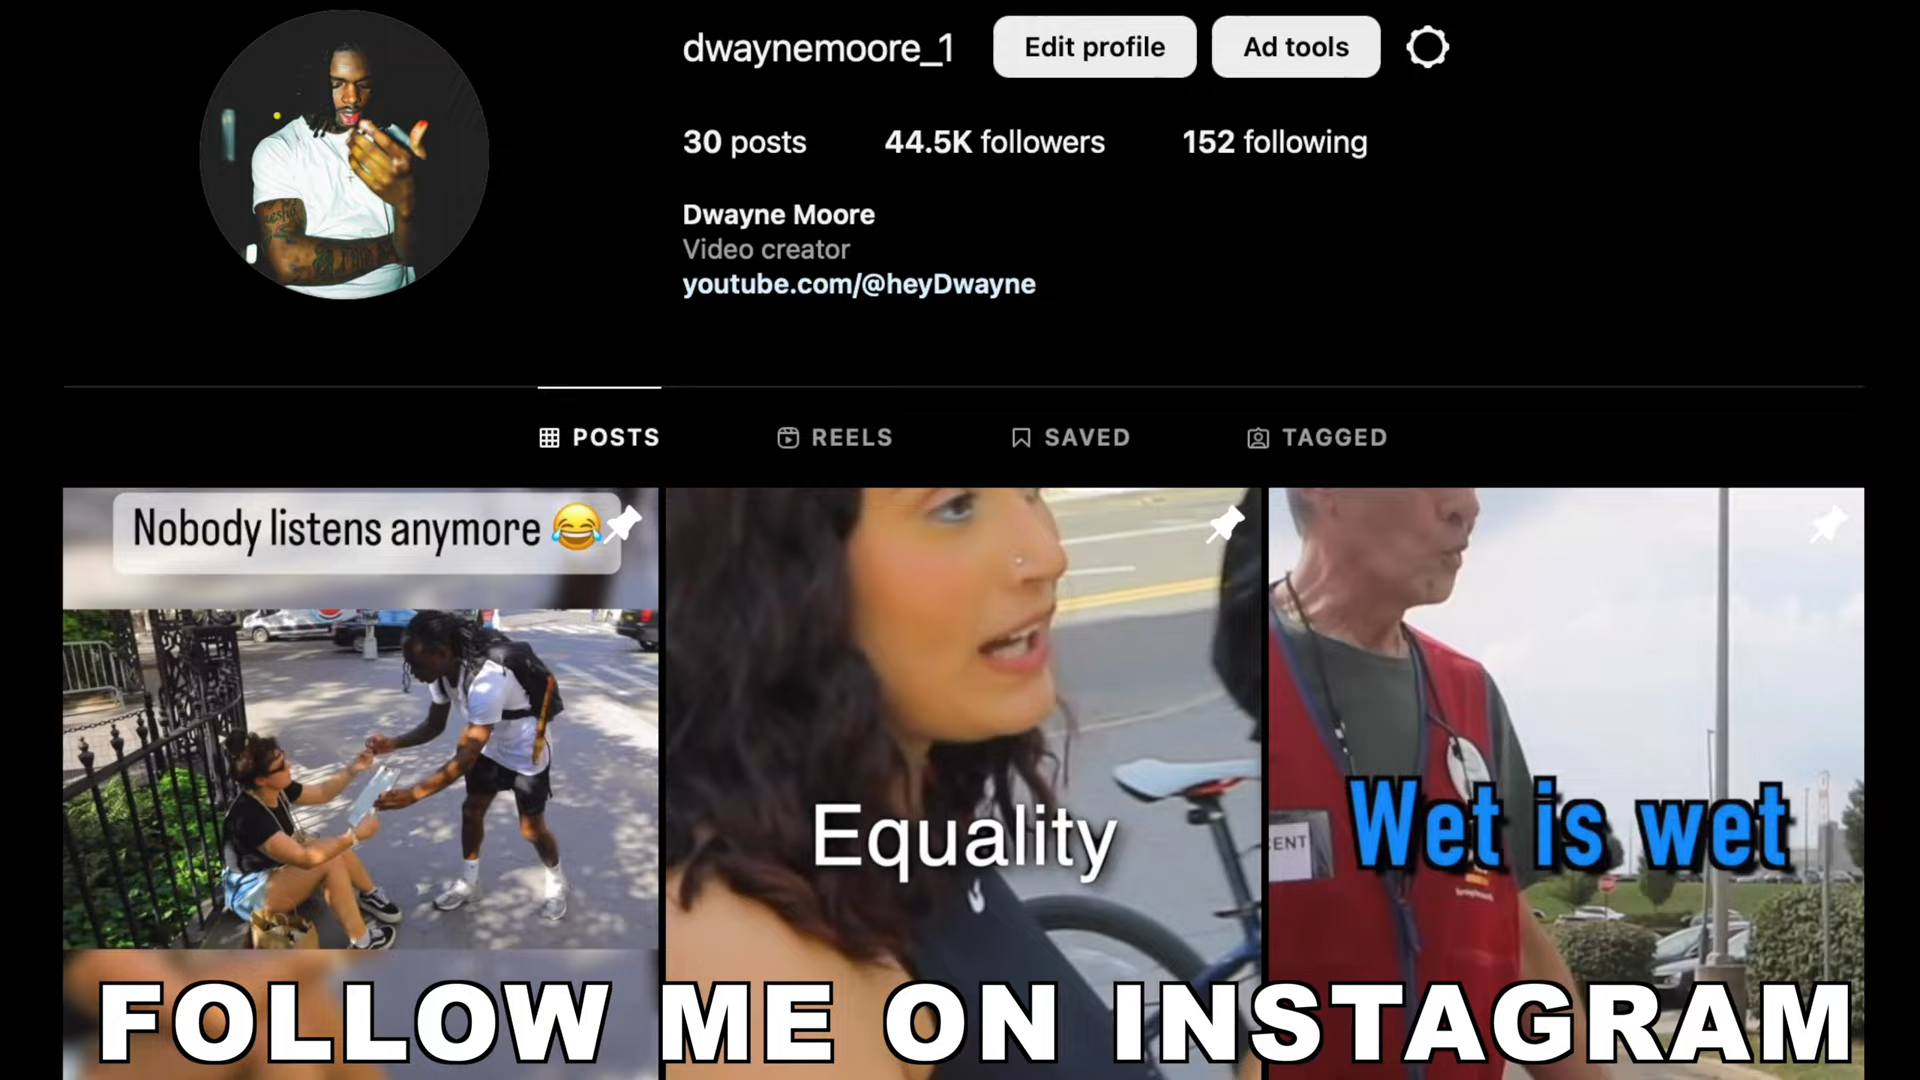 dwaynemoore_1 Edit profile Ad tools
30 posts 44.5K followers 152 following
Dwayne Moore
Video creator
youtube.com/@heyDwayne
POSTS REELS SAVED TAGGED
Nobody listens anymore 😂
Equality
Wet is wet
CENT
FOLLOW ME ON INSTAGRAM